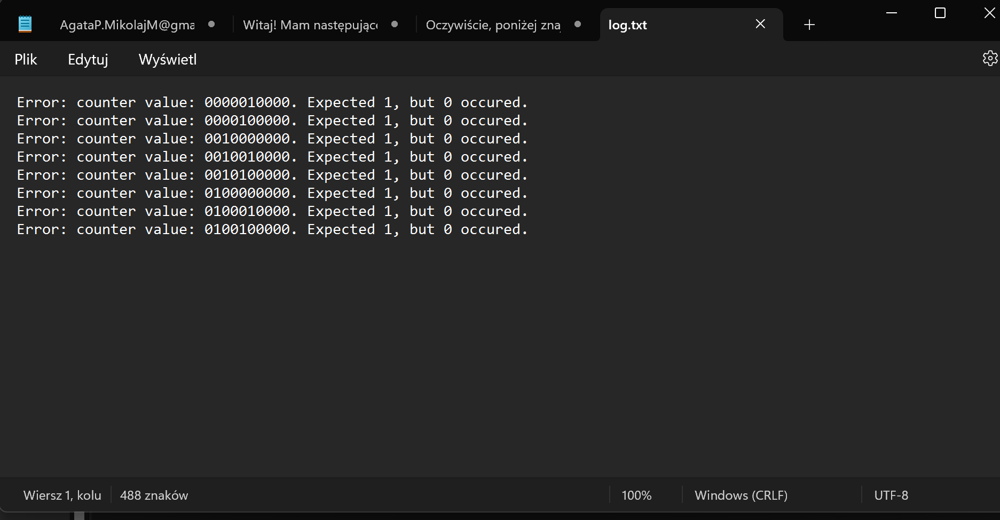 AgataP.MikolajM@gma
Witaj! Mam następując
Oczywiście, poniżej zna
log.txt
Plik Edytuj Wyświetl
Error: counter value: 0000010000. Expected 1, but 0 occured.
Error: counter value: 0000100000. Expected 1, but 0 occured.
Error: counter value: 0010000000. Expected 1, but 0 occured.
Error: counter value: 0010010000. Expected 1, but 0 occured.
Error: counter value: 0010100000. Expected 1, but 0 occured.
Error: counter value: 0100000000. Expected 1, but 0 occured.
Error: counter value: 0100010000. Expected 1, but 0 occured.
Error: counter value: 0100100000. Expected 1, but 0 occured.
Wiersz 1, kolu 488 znaków 100% Windows (CRLF) UTF-8